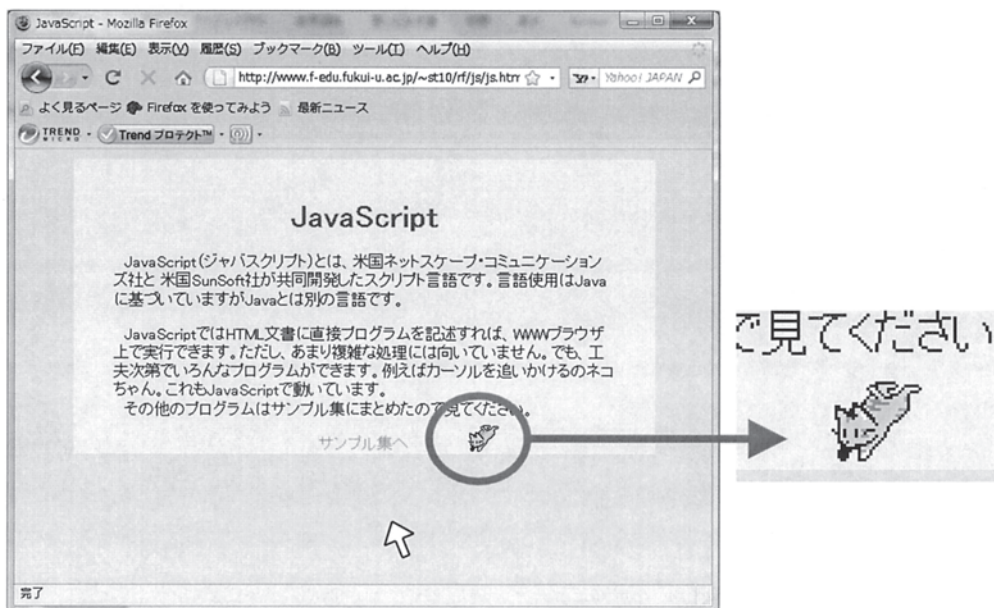 JavaScript - Mozilla Firefox
ファイル(F) 編集(E) 表示(V) 履歴(S) ブックマーク(B) ツール(T) ヘルプ(H)
http://www.f-edu.fukui-u.ac.jp/~st10/rf/js/js.htm Yahoo! JAPAN
よく見るページ Firefox を使ってみよう 最新ニュース
TREND MICRO Trend プロテクト™
JavaScript
JavaScript(ジャバスクリプト)とは、米国ネットスケープ・コミュニケーション
ズ社と 米国SunSoft社が共同開発したスクリプト言語です。言語使用はJava
に基づいていますがJavaとは別の言語です。
JavaScriptではHTML文書に直接プログラムを記述すれば、WWWブラウザ
上で実行できます。ただし、あまり複雑な処理には向いていません。でも、工
夫次第でいろんなプログラムができます。例えばカーソルを追いかけるのネコ
ちゃん。これもJavaScriptで動いています。
その他のプログラムはサンプル集にまとめたので見てください。
サンプル集へ
完了
で見てください